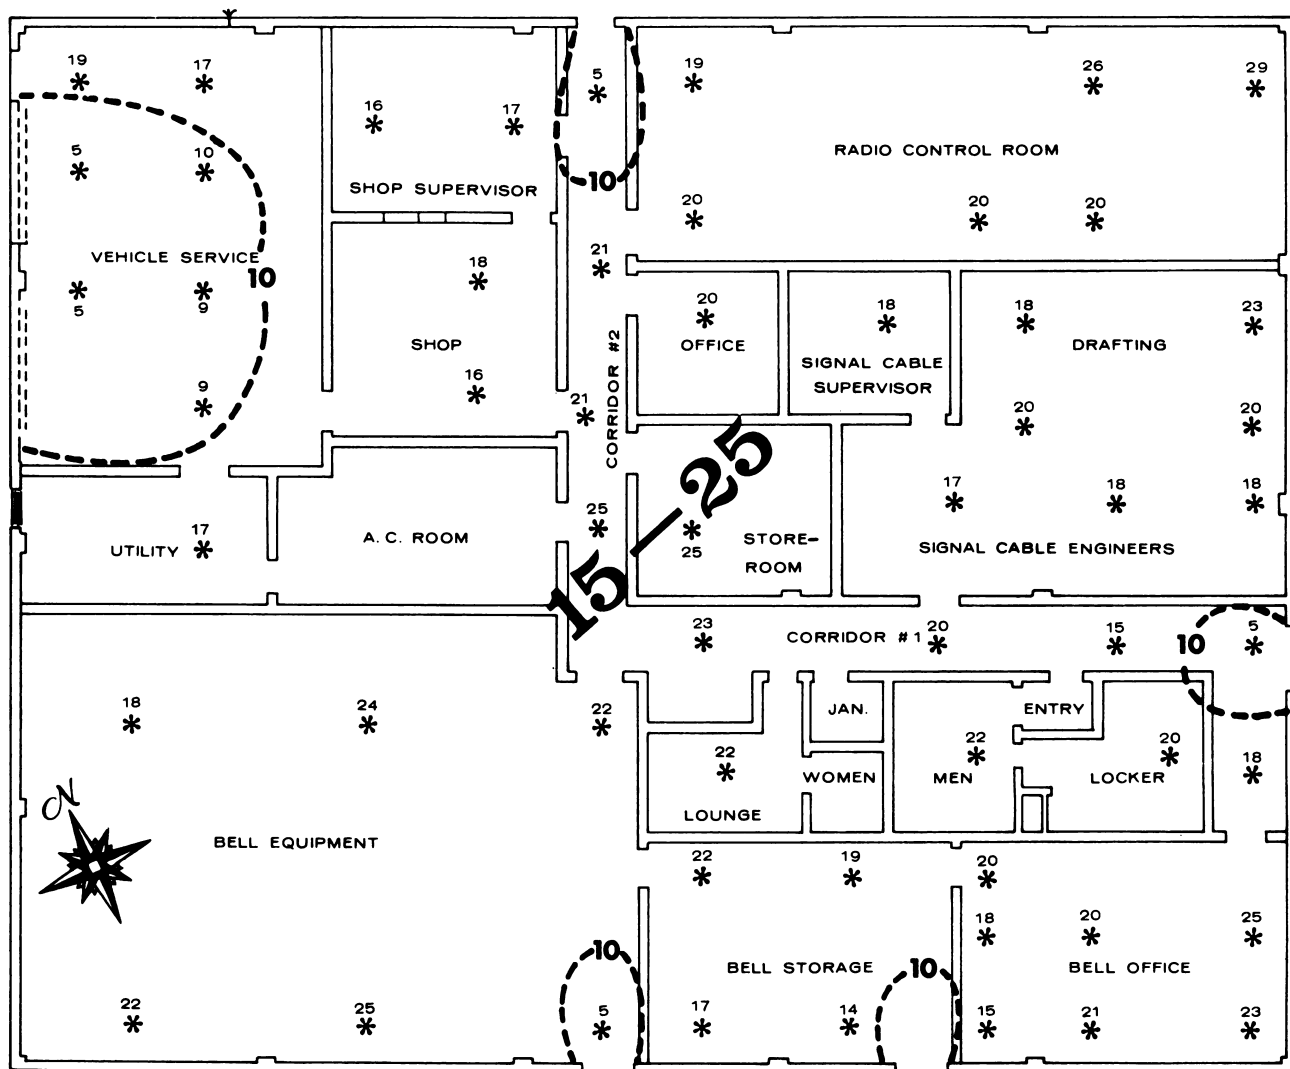 19 17 5 19 26 29
16 17
5 10 RADIO CONTROL ROOM
SHOP SUPERVISOR 10
20 20 20
VEHICLE SERVICE 10 18 21
5 9
20 18 18 23
SHOP OFFICE SIGNAL CABLE
SUPERVISOR DRAFTING
CORRIDOR #2
9 16 21 20 20
15—25
17 18 18
17 25 25
UTILITY A.C. ROOM STORE-
ROOM SIGNAL CABLE ENGINEERS
23 CORRIDOR #1 20 15 10 5
18 24 22 JAN. ENTRY
22 22 20 18
WOMEN MEN LOCKER
LOUNGE
N
BELL EQUIPMENT
22 19 20
18 20 25
10 BELL STORAGE 10 BELL OFFICE
22 25 5 17 14 15 21 23